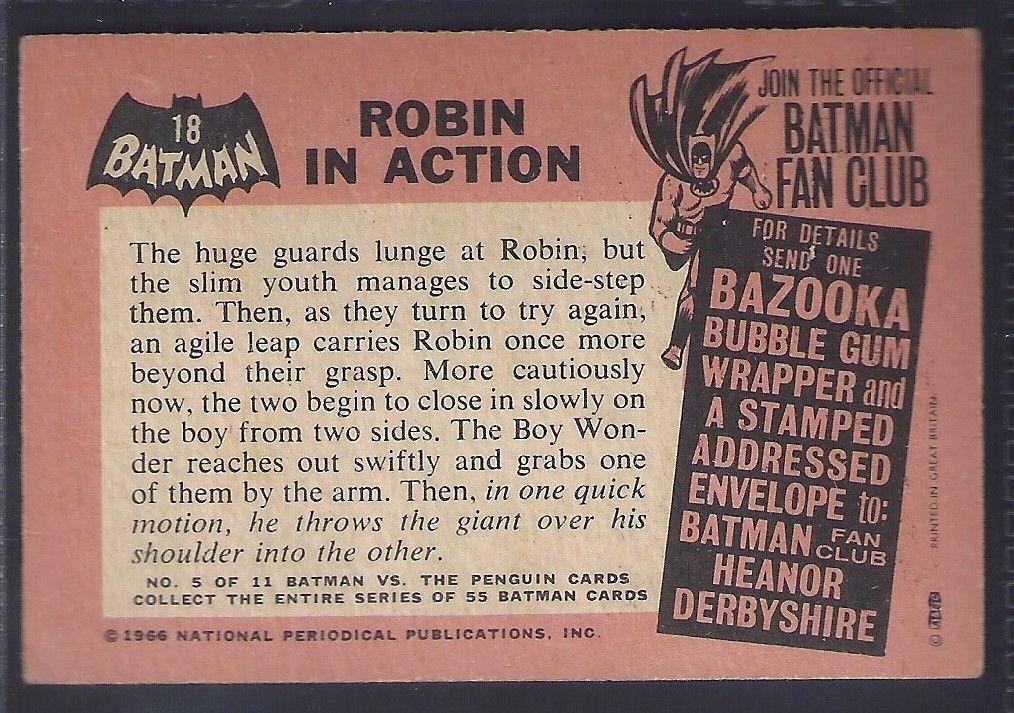 18
BATMAN
ROBIN
IN ACTION
The huge guards lunge at Robin, but
the slim youth manages to side-step
them. Then, as they turn to try again,
an agile leap carries Robin once more
beyond their grasp. More cautiously
now, the two begin to close in slowly on
the boy from two sides. The Boy Won-
der reaches out swiftly and grabs one
of them by the arm. Then, in one quick
motion, he throws the giant over his
shoulder into the other.
NO. 5 OF 11 BATMAN VS. THE PENGUIN CARDS
COLLECT THE ENTIRE SERIES OF 55 BATMAN CARDS
© 1966 NATIONAL PERIODICAL PUBLICATIONS, INC.
JOIN THE OFFICIAL
BATMAN
FAN CLUB
FOR DETAILS
SEND ONE
BAZOOKA
BUBBLE GUM
WRAPPER and
A STAMPED
ADDRESSED
ENVELOPE to:
BATMAN FAN CLUB
HEANOR
DERBYSHIRE
PRINTED IN GREAT BRITAIN
©